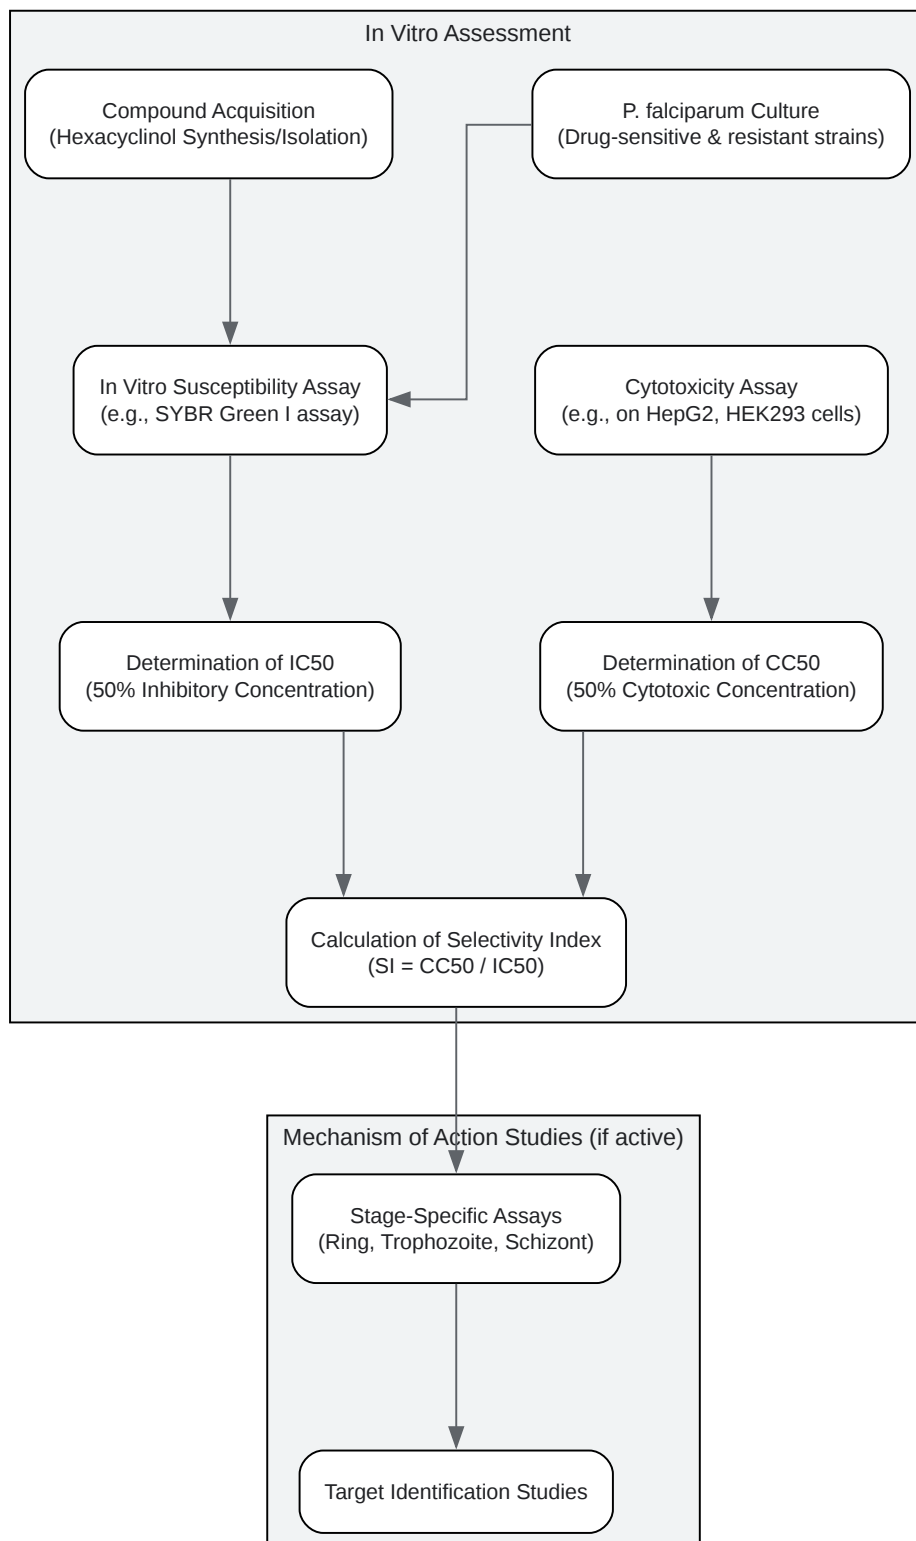 In Vitro Assessment
Compound Acquisition
(Hexacyclinol Synthesis/Isolation)
P. falciparum Culture
(Drug-sensitive & resistant strains)
In Vitro Susceptibility Assay
(e.g., SYBR Green I assay)
Cytotoxicity Assay
(e.g., on HepG2, HEK293 cells)
Determination of IC50
(50% Inhibitory Concentration)
Determination of CC50
(50% Cytotoxic Concentration)
Calculation of Selectivity Index
(SI = CC50 / IC50)
Mechanism of Action Studies (if active)
Stage-Specific Assays
(Ring, Trophozoite, Schizont)
Target Identification Studies